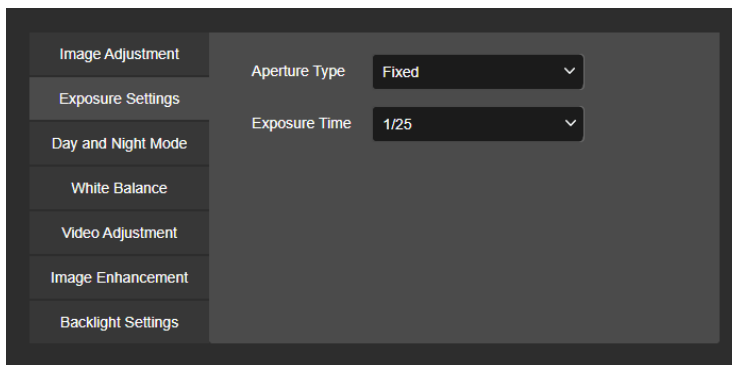 Image Adjustment
Exposure Settings
Day and Night Mode
White Balance
Video Adjustment
Image Enhancement
Backlight Settings
Aperture Type Fixed
Exposure Time 1/25